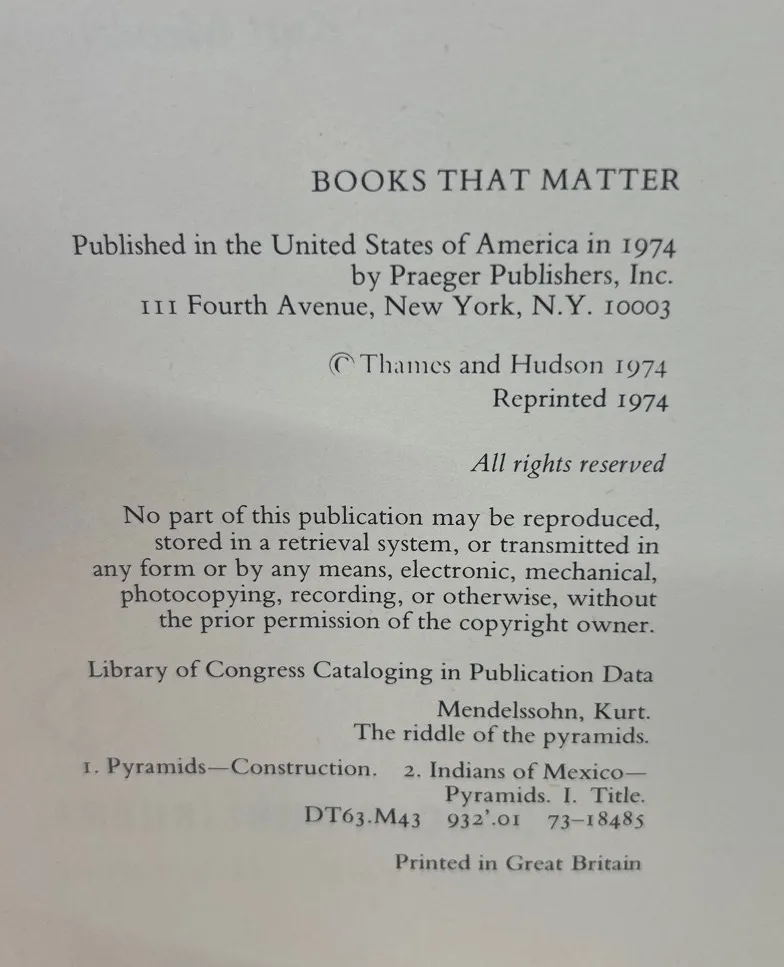 BOOKS THAT MATTER
Published in the United States of America in 1974
by Praeger Publishers, Inc.
111 Fourth Avenue, New York, N.Y. 10003
© Thames and Hudson 1974
Reprinted 1974
All rights reserved
No part of this publication may be reproduced,
stored in a retrieval system, or transmitted in
any form or by any means, electronic, mechanical,
photocopying, recording, or otherwise, without
the prior permission of the copyright owner.
Library of Congress Cataloging in Publication Data
Mendelssohn, Kurt.
The riddle of the pyramids.
1. Pyramids—Construction. 2. Indians of Mexico—
Pyramids. I. Title.
DT63.M43 932'.01 73–18485
Printed in Great Britain